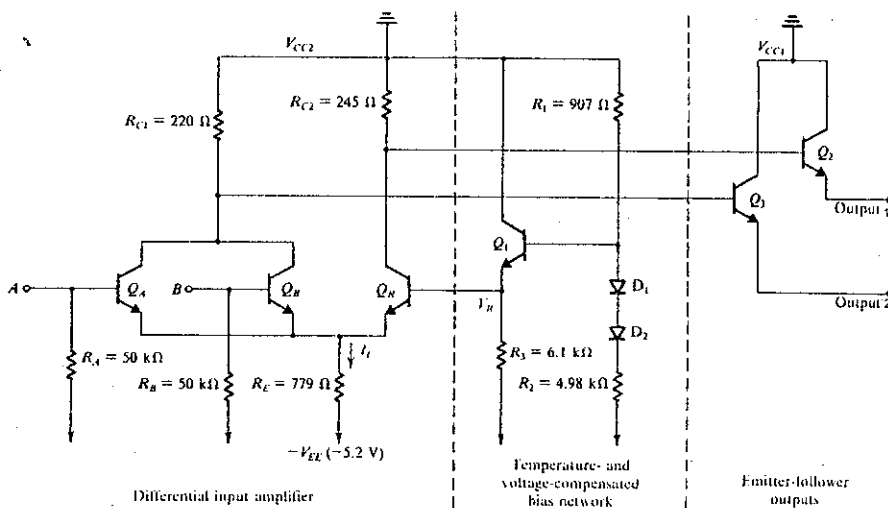 V_CC2
V_CC1
R_C1 = 220 Ω
R_C2 = 245 Ω
R_1 = 907 Ω
Q_2
Q_3
Output 1
Q_1
A
Q_A
B
Q_B
Q_R
V_R
D_1
D_2
Output 2
R_A = 50 kΩ
R_B = 50 kΩ
R_E = 779 Ω
R_3 = 6.1 kΩ
R_2 = 4.98 kΩ
−V_EE (−5.2 V)
Differential input amplifier
Temperature- and
voltage-compensated
bias network
Emitter-follower
outputs